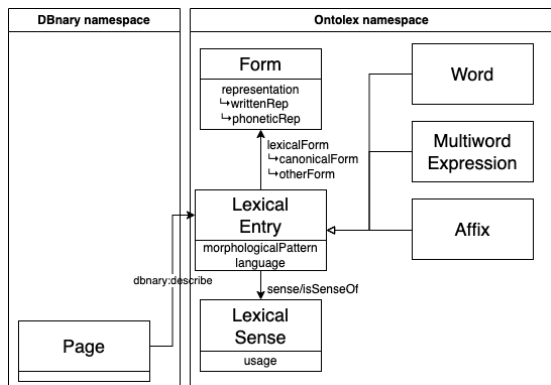 DBnary namespace
Ontolex namespace
Form
representation
↳writtenRep
↳phoneticRep
Word
lexicalForm
↳canonicalForm
↳otherForm
Multiword
Expression
Lexical
Entry
morphologicalPattern
language
Affix
dbnary:describe
sense/isSenseOf
Page
Lexical
Sense
usage